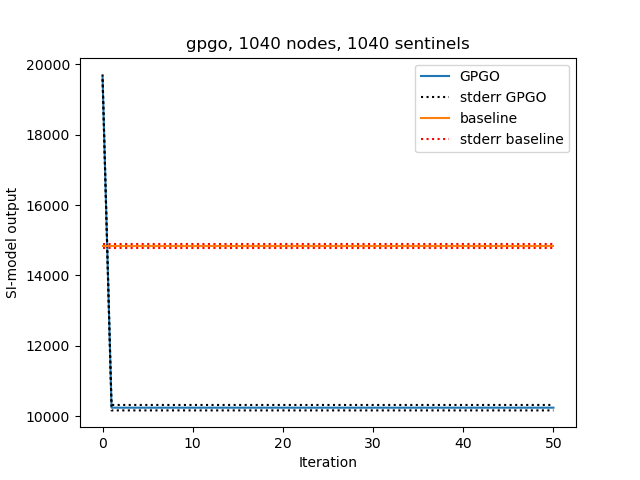 gpgo, 1040 nodes, 1040 sentinels
20000
18000
16000
14000
12000
10000
SI-model output
GPGO
stderr GPGO
baseline
stderr baseline
0 10 20 30 40 50
Iteration